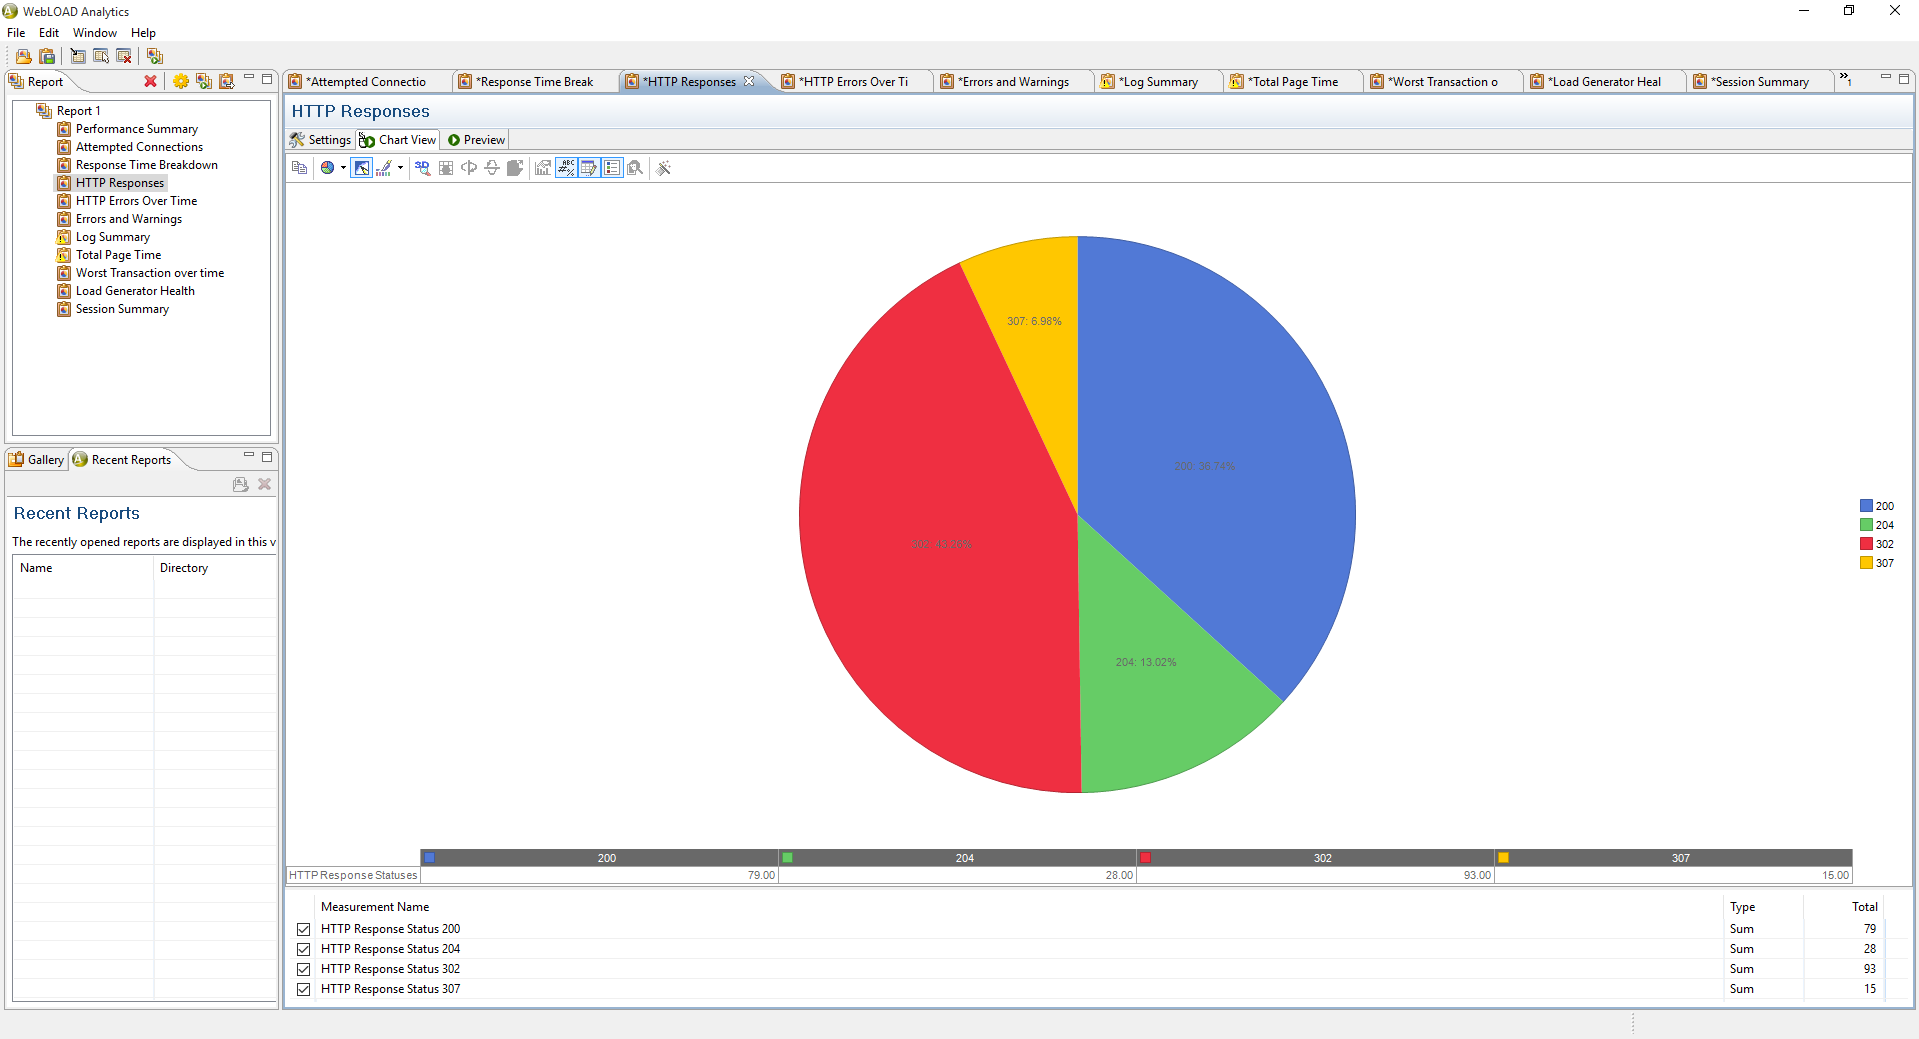 WebLOAD Analytics
File Edit Window Help
Report
Report 1
Performance Summary
Attempted Connections
Response Time Breakdown
HTTP Responses
HTTP Errors Over Time
Errors and Warnings
Log Summary
Total Page Time
Worst Transaction over time
Load Generator Health
Session Summary
Gallery Recent Reports
Recent Reports
The recently opened reports are displayed in this v
Name Directory
*Attempted Connectio *Response Time Break *HTTP Responses *HTTP Errors Over Ti *Errors and Warnings *Log Summary *Total Page Time *Worst Transaction o *Load Generator Heal *Session Summary »1
HTTP Responses
Settings Chart View Preview
307: 6.98%
200: 36.74%
302: 43.26%
204: 13.02%
200
204
302
307
200 204 302 307
HTTP Response Statuses 79.00 28.00 93.00 15.00
Measurement Name Type Total
HTTP Response Status 200 Sum 79
HTTP Response Status 204 Sum 28
HTTP Response Status 302 Sum 93
HTTP Response Status 307 Sum 15